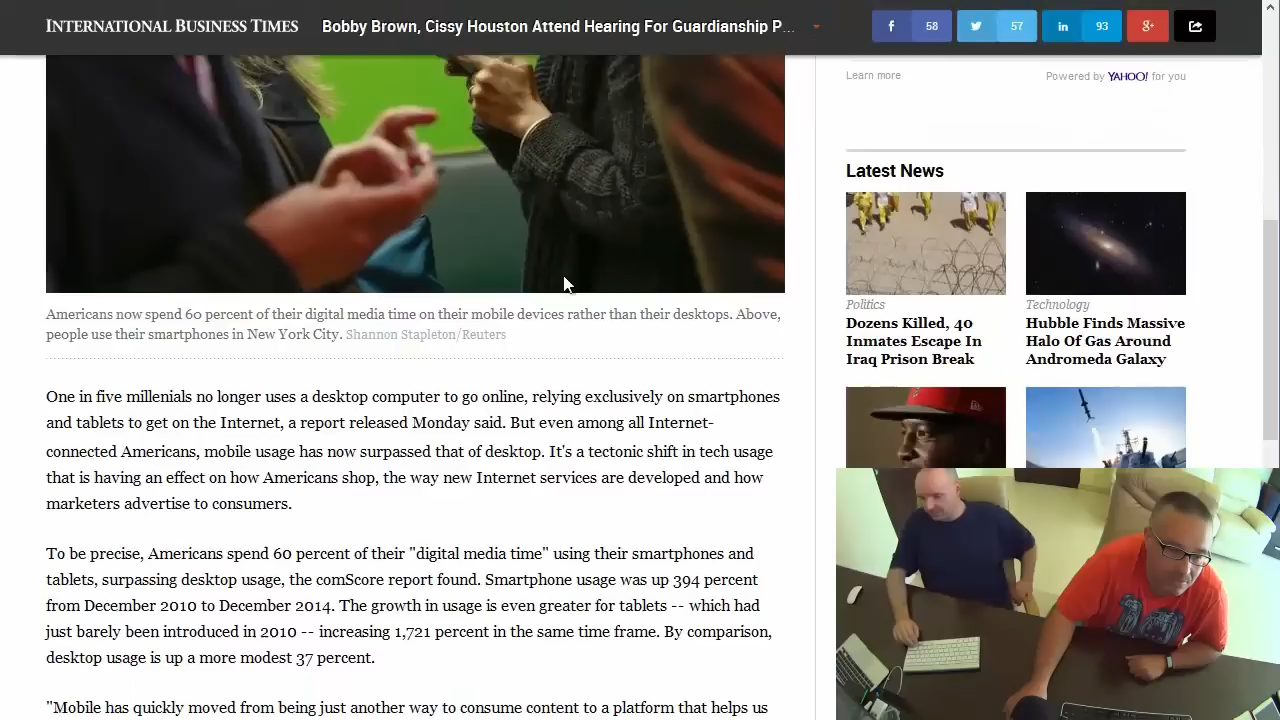 INTERNATIONAL BUSINESS TIMES
Bobby Brown, Cissy Houston Attend Hearing For Guardianship P...
58
57
in 93
g+
Learn more
Powered by YAHOO! for you
Latest News
Politics
Dozens Killed, 40
Inmates Escape In
Iraq Prison Break
Technology
Hubble Finds Massive
Halo Of Gas Around
Andromeda Galaxy
Americans now spend 60 percent of their digital media time on their mobile devices rather than their desktops. Above,
people use their smartphones in New York City. Shannon Stapleton/Reuters
One in five millenials no longer uses a desktop computer to go online, relying exclusively on smartphones
and tablets to get on the Internet, a report released Monday said. But even among all Internet-
connected Americans, mobile usage has now surpassed that of desktop. It's a tectonic shift in tech usage
that is having an effect on how Americans shop, the way new Internet services are developed and how
marketers advertise to consumers.
To be precise, Americans spend 60 percent of their "digital media time" using their smartphones and
tablets, surpassing desktop usage, the comScore report found. Smartphone usage was up 394 percent
from December 2010 to December 2014. The growth in usage is even greater for tablets -- which had
just barely been introduced in 2010 -- increasing 1,721 percent in the same time frame. By comparison,
desktop usage is up a more modest 37 percent.
"Mobile has quickly moved from being just another way to consume content to a platform that helps us